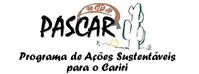 PASCAR
Programa de Ações Sustentáveis
para o Cariri